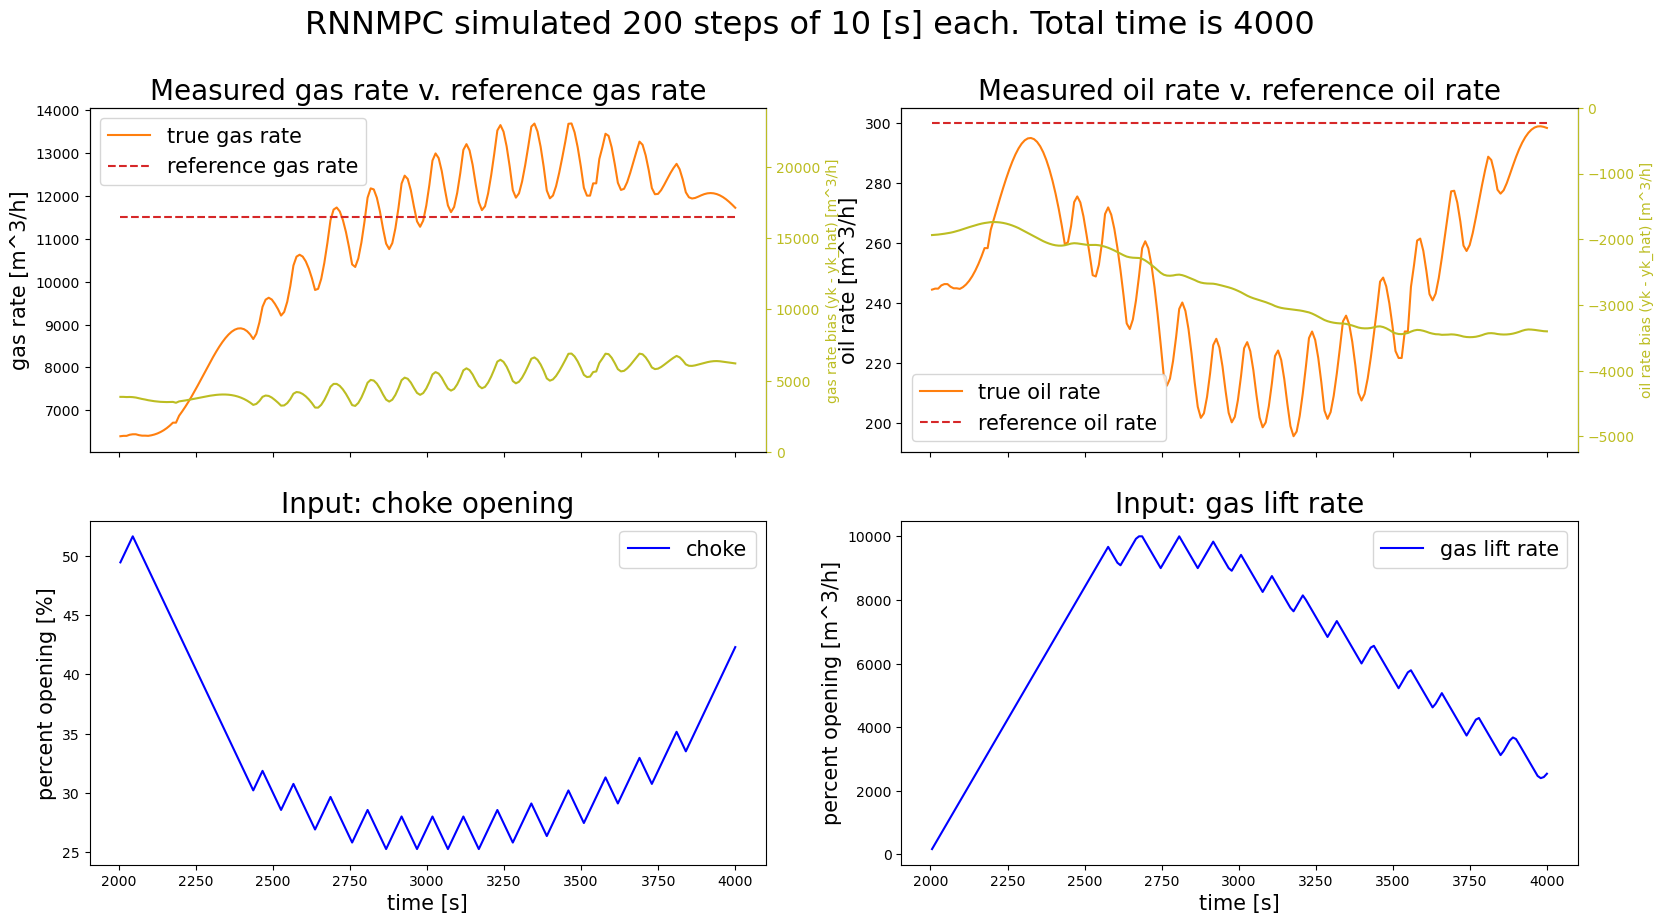 RNNMPC simulated 200 steps of 10 [s] each. Total time is 4000
Measured gas rate v. reference gas rate
gas rate [m^3/h]
14000
13000
12000
11000
10000
9000
8000
7000
true gas rate
reference gas rate
20000
15000
10000
5000
0
gas rate bias (yk - yk_hat) [m^3/h]
Measured oil rate v. reference oil rate
oil rate [m^3/h]
300
280
260
240
220
200
true oil rate
reference oil rate
0
−1000
−2000
−3000
−4000
−5000
oil rate bias (yk - yk_hat) [m^3/h]
Input: choke opening
percent opening [%]
50
45
40
35
30
25
choke
2000 2250 2500 2750 3000 3250 3500 3750 4000
time [s]
Input: gas lift rate
percent opening [m^3/h]
10000
8000
6000
4000
2000
0
gas lift rate
2000 2250 2500 2750 3000 3250 3500 3750 4000
time [s]